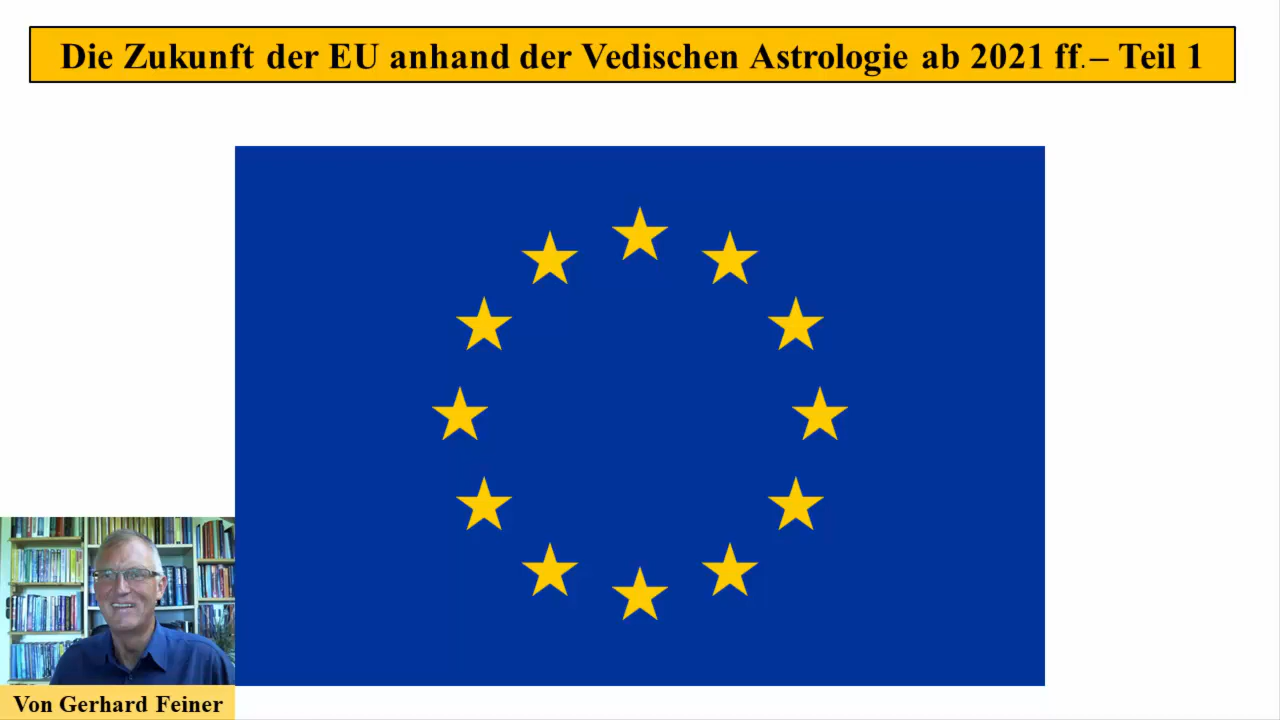 Die Zukunft der EU anhand der Vedischen Astrologie ab 2021 ff. – Teil 1
Von Gerhard Feiner